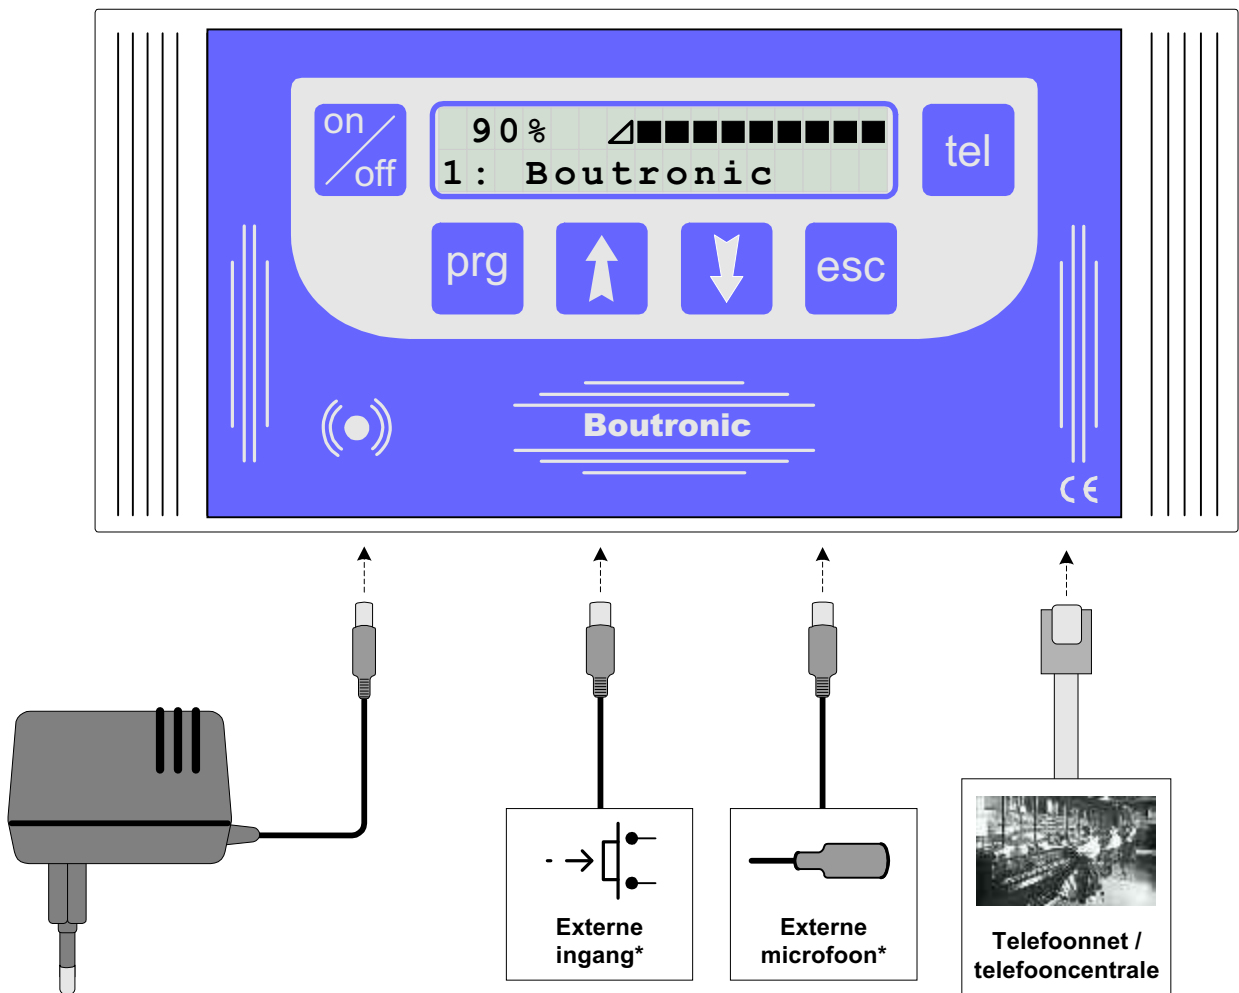 on
off
90%
1: Boutronic
tel
prg
esc
Boutronic
CE
Externe
ingang*
Externe
microfoon*
Telefoonnet /
telefooncentrale